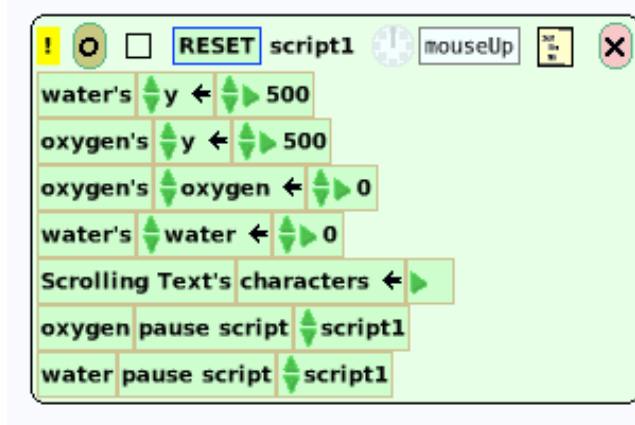 ! O RESET script1 mouseUp
water's y ← 500
oxygen's y ← 500
oxygen's oxygen ← 0
water's water ← 0
Scrolling Text's characters ←
oxygen pause script script1
water pause script script1